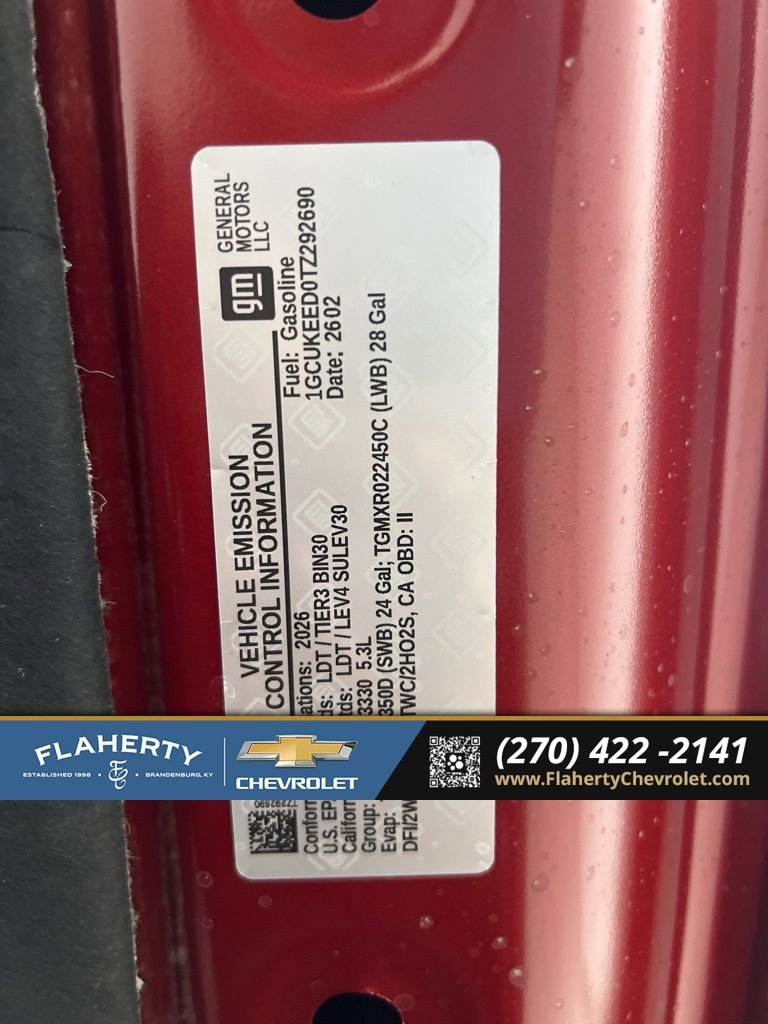 gm GENERAL
MOTORS
LLC
VEHICLE EMISSION
CONTROL INFORMATION
Fuel: Gasoline
1GCUKEED0TZ292690
Date: 2602
Conform ations: 2026
U.S. EP ds: LDT / TIER3 BIN30
Californ tds: LDT / LEV4 SULEV30
Group: 3330 5.3L
Evap: 350D (SWB) 24 Gal; TGMXR022450C (LWB) 28 Gal
DFI/2W TWC/2HO2S, CA OBD: II
TZ292690
FLAHERTY
ESTABLISHED 1998 • FC • BRANDENBURG, KY
CHEVROLET
(270) 422 -2141
www.FlahertyChevrolet.com